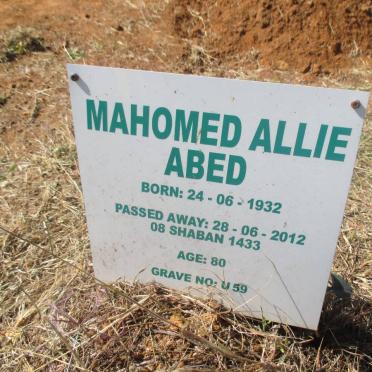 MAHOMED ALLIE
ABED
BORN: 24 - 06 - 1932
PASSED AWAY: 28 - 06 - 2012
08 SHABAN 1433
AGE: 80
GRAVE NO: U 59